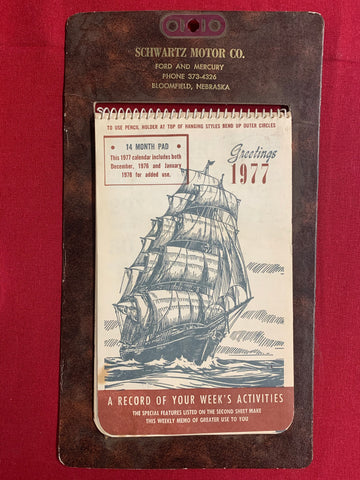 SCHWARTZ MOTOR CO.
FORD AND MERCURY
PHONE 373-4326
BLOOMFIELD, NEBRASKA
TO USE PENCIL HOLDER AT TOP OF HANGING STYLES BEND UP OUTER CIRCLES
14 MONTH PAD
This 1977 calendar includes both
December, 1976 and January
1978 for added use.
Greetings
1977
A RECORD OF YOUR WEEK'S ACTIVITIES
THE SPECIAL FEATURES LISTED ON THE SECOND SHEET MAKE
THIS WEEKLY MEMO OF GREATER USE TO YOU